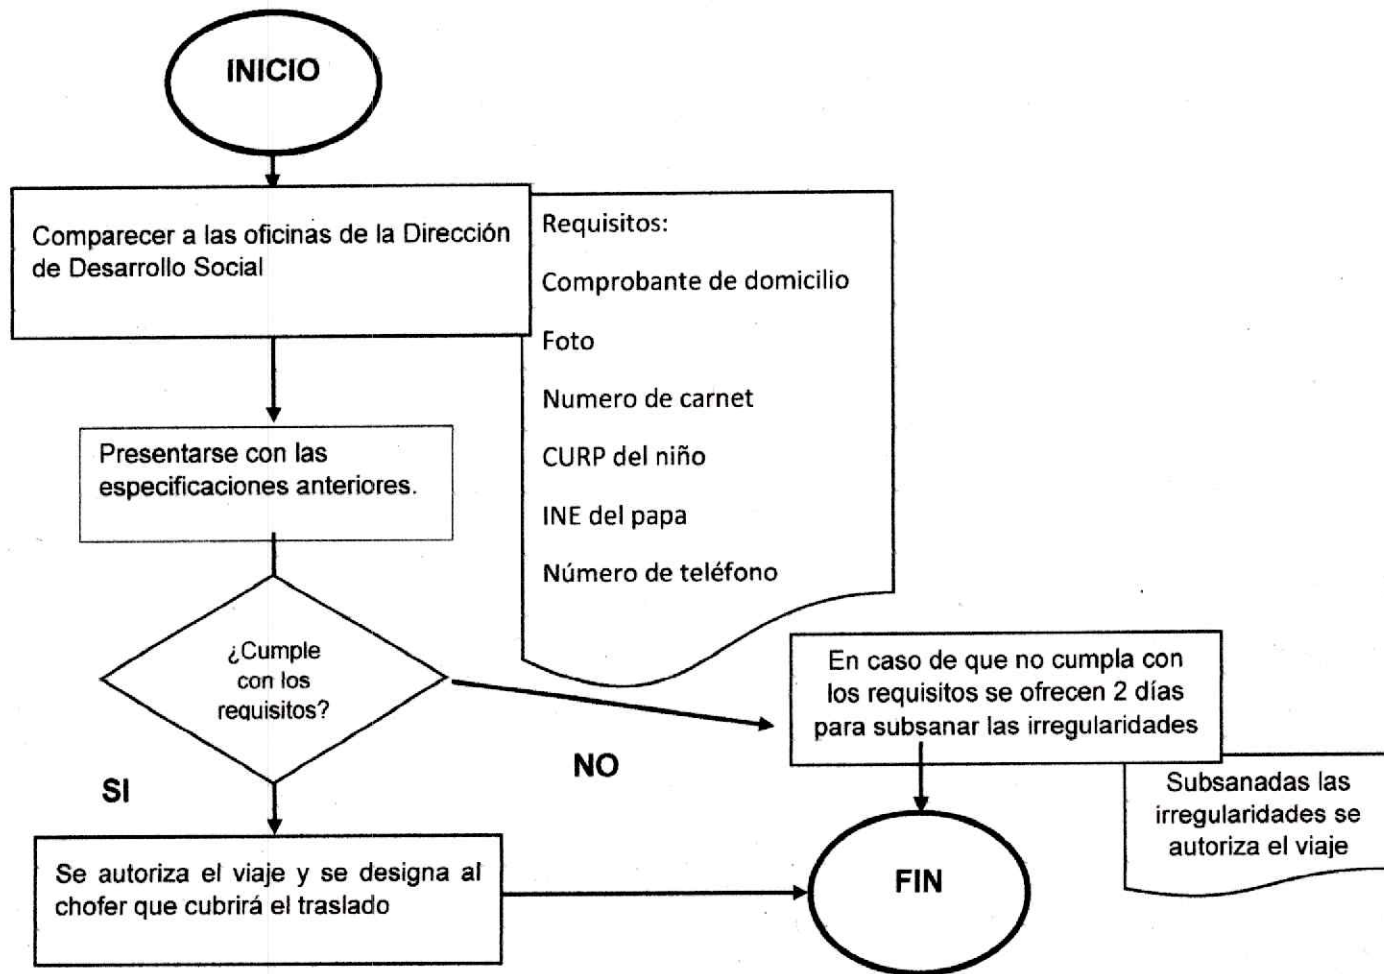 INICIO
Comparecer a las oficinas de la Dirección
de Desarrollo Social
Requisitos:
Comprobante de domicilio
Foto
Numero de carnet
CURP del niño
INE del papa
Número de teléfono
Presentarse con las
especificaciones anteriores.
¿Cumple
con los
requisitos?
NO
SI
En caso de que no cumpla con
los requisitos se ofrecen 2 días
para subsanar las irregularidades
Subsanadas las
irregularidades se
autoriza el viaje
Se autoriza el viaje y se designa al
chofer que cubrirá el traslado
FIN